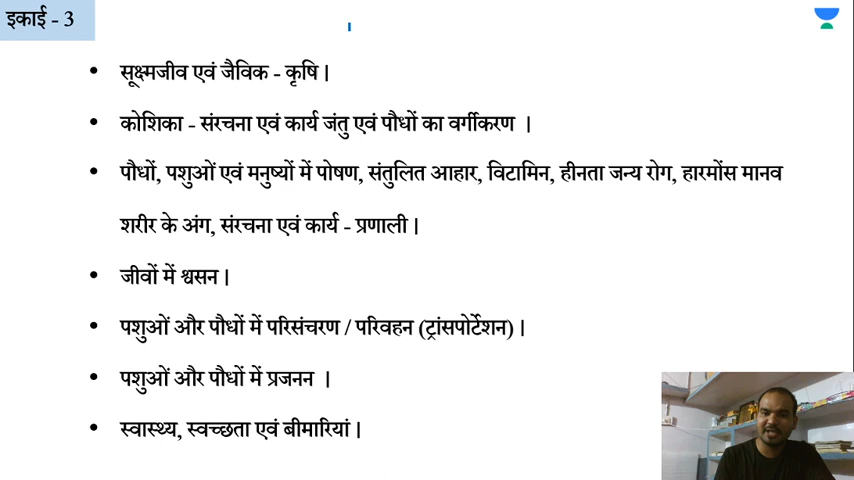 इकाई - 3
• सूक्ष्मजीव एवं जैविक - कृषि |
• कोशिका - संरचना एवं कार्य जंतु एवं पौधों का वर्गीकरण |
• पौधों, पशुओं एवं मनुष्यों में पोषण, संतुलित आहार, विटामिन, हीनता जन्य रोग, हारमोंस मानव
शरीर के अंग, संरचना एवं कार्य - प्रणाली |
• जीवों में श्वसन |
• पशुओं और पौधों में परिसंचरण / परिवहन (ट्रांसपोर्टेशन) |
• पशुओं और पौधों में प्रजनन |
• स्वास्थ्य, स्वच्छता एवं बीमारियां |